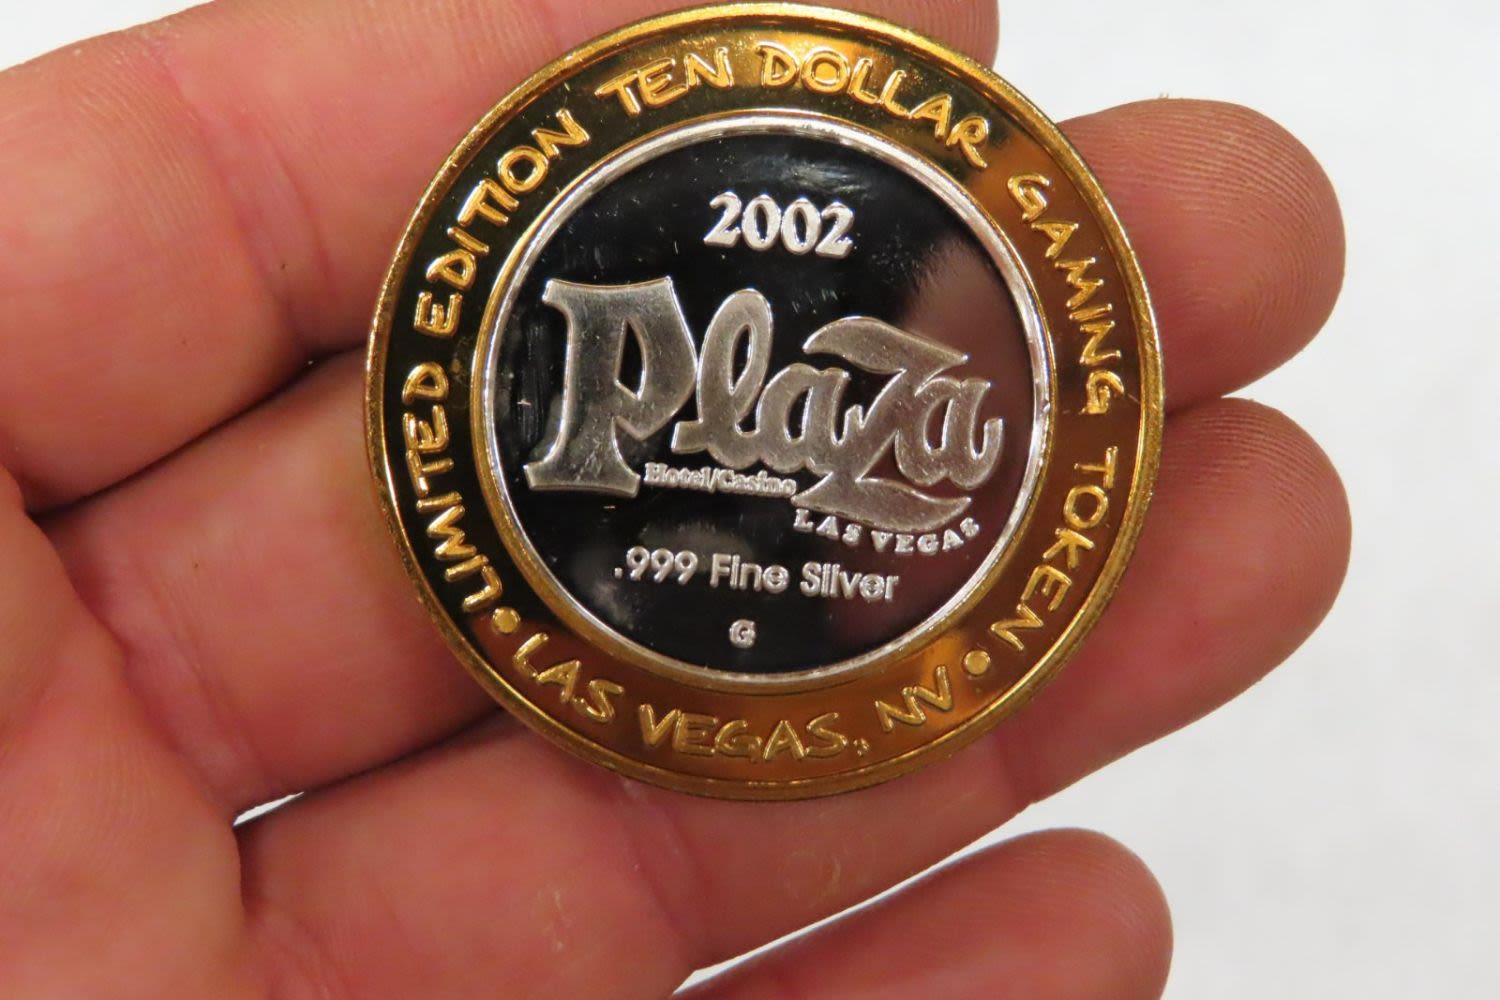 LIMITED EDITION TEN DOLLAR GAMING TOKEN
2002
Plaza
Hotel/Casino
LAS VEGAS
.999 Fine Silver
G
• LAS VEGAS, NV •